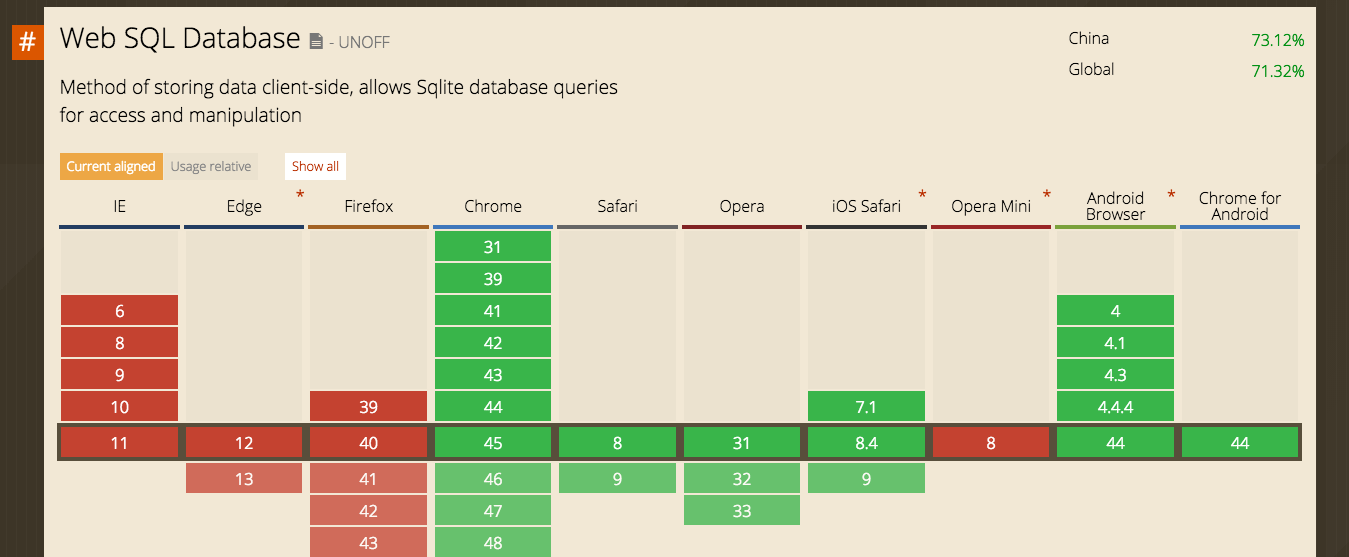 #
Web SQL Database - UNOFF
China 73.12%
Global 71.32%
Method of storing data client-side, allows Sqlite database queries
for access and manipulation
Current aligned Usage relative Show all
IE Edge * Firefox Chrome Safari Opera iOS Safari * Opera Mini * Android Browser * Chrome for Android
31
39
6 41 4
8 42 4.1
9 43 4.3
10 39 44 7.1 4.4.4
11 12 40 45 8 31 8.4 8 44 44
13 41 46 9 32 9
42 47 33
43 48